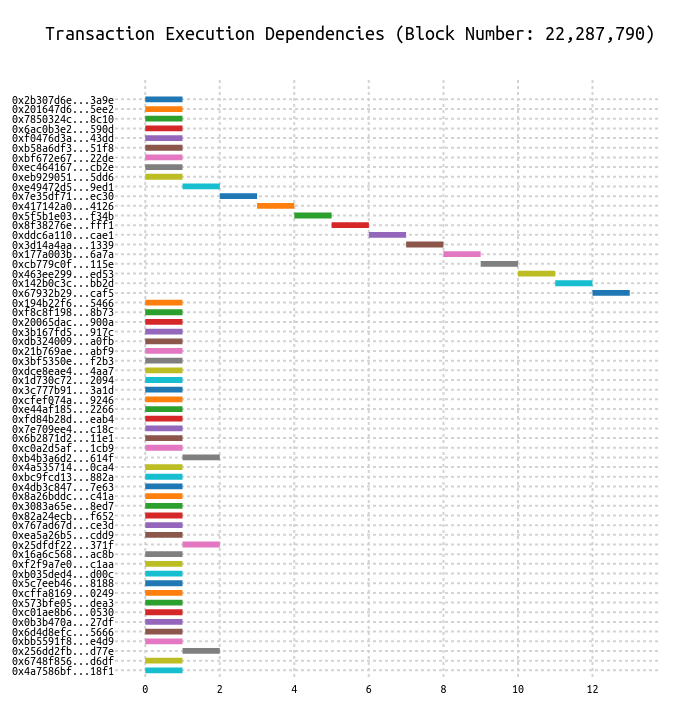 Transaction Execution Dependencies (Block Number: 22,287,790)
0x2b307d6e...3a9e
0x201647d6...5ee2
0x7850324c...8c10
0x6ac0b3e2...590d
0xf0476d3a...43dd
0xb58a6df3...51f8
0xbf672e67...22de
0xec464167...cb2e
0xeb929051...5dd6
0xe49472d5...9ed1
0x7e35df71...ec30
0x417142a0...4126
0x5f5b1e03...f34b
0x8f38276e...fff1
0xddc6a110...cae1
0x3d14a4aa...1339
0x177a003b...6a7a
0xcb779c0f...115e
0x463ee299...ed53
0x142b0c3c...bb2d
0x67932b29...caf5
0x194b22f6...5466
0xf8c8f198...8b73
0x20065dac...900a
0x3b167fd5...917c
0xdb324009...a0fb
0x21b769ae...abf9
0x3bf5350e...f2b3
0xdce8eae4...4aa7
0x1d730c72...2094
0x3c777b91...3a1d
0xcfef074a...9246
0xe44af185...2266
0xfd84b28d...eab4
0x7e709ee4...c18c
0x6b2871d2...11e1
0xc0a2d5af...1cb9
0xb4b3a6d2...614f
0x4a535714...0ca4
0xbc9fcd13...882a
0x4db3c847...7e63
0x8a26bddc...c41a
0x3083a65e...8ed7
0x82a24ecb...f652
0x767ad67d...ce3d
0xea5a26b5...cdd9
0x25dfdf22...371f
0x16a6c568...ac8b
0xf2f9a7e0...c1aa
0xb035ded4...d00c
0x5c7eeb46...8188
0xcffa8169...0249
0x573bfe05...dea3
0xc01ae8b6...0530
0x0b3b470a...27df
0x6d4d8efc...5666
0xbb5591f8...e4d9
0x256dd2fb...d77e
0x6748f856...d6df
0x4a7586bf...18f1
0 2 4 6 8 10 12